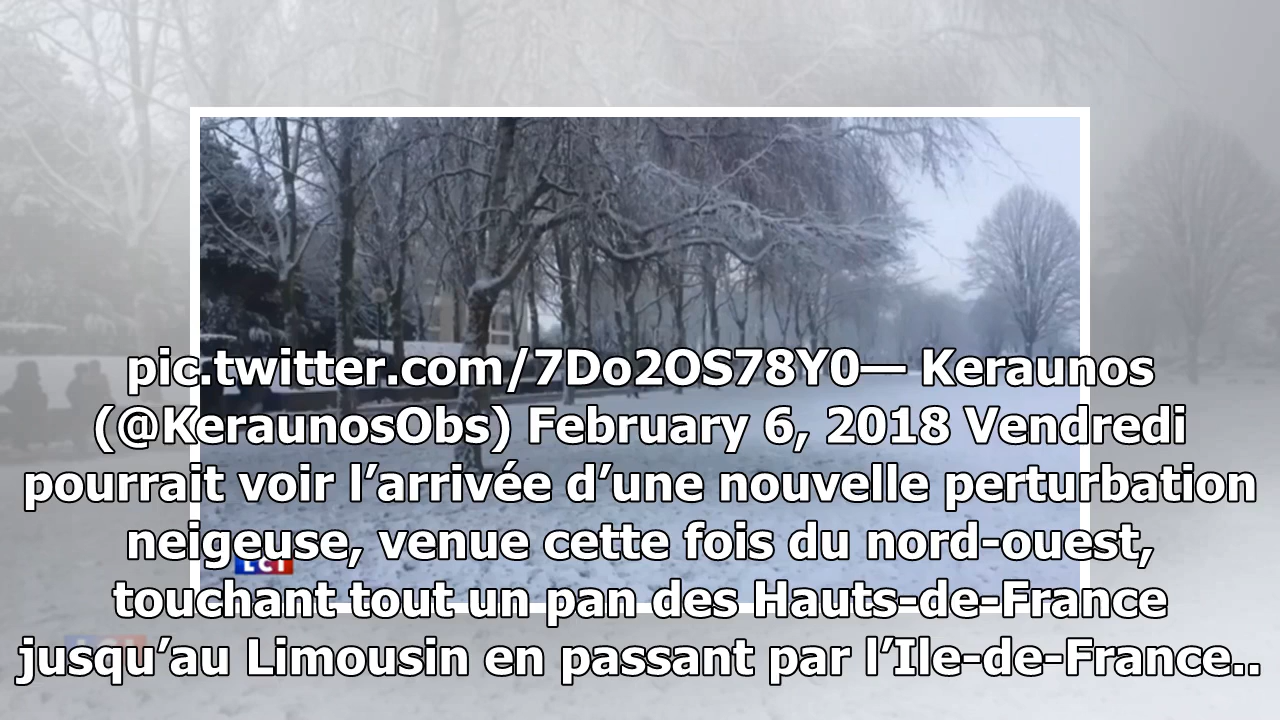 pic.twitter.com/7Do2OS78Y0— Keraunos
(@KeraunosObs) February 6, 2018 Vendredi
pourrait voir l’arrivée d’une nouvelle perturbation
neigeuse, venue cette fois du nord-ouest,
LCI
touchant tout un pan des Hauts-de-France
jusqu’au Limousin en passant par l’Ile-de-France..